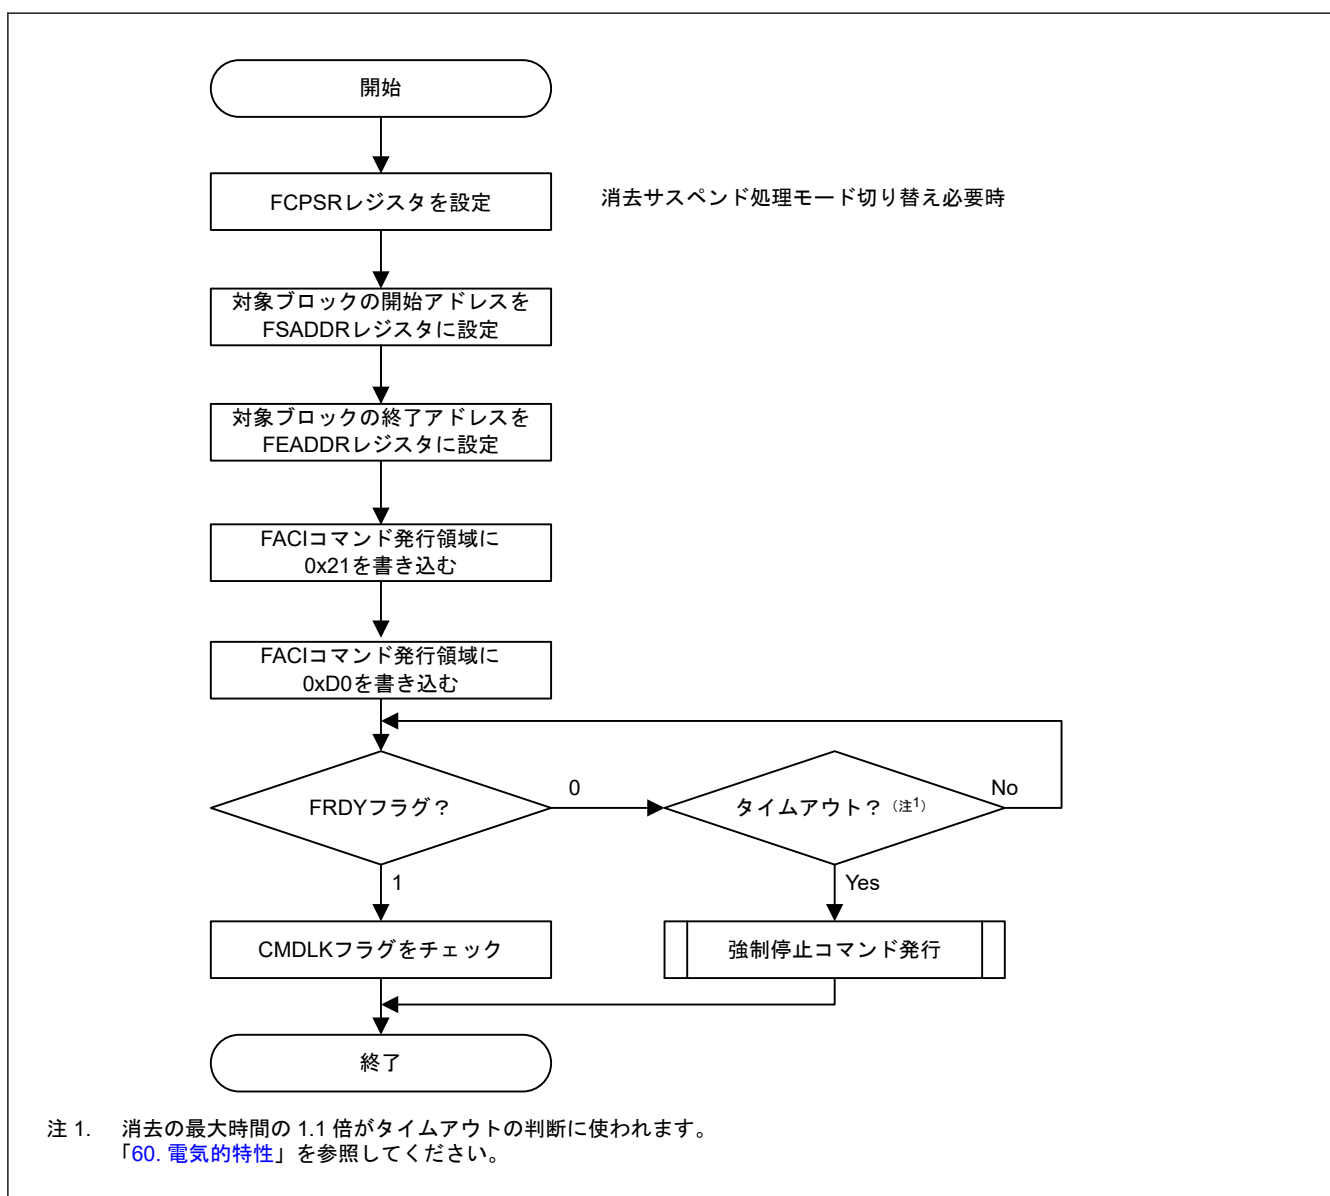 開始
FCPSRレジスタを設定
消去サスペンド処理モード切り替え必要時
対象ブロックの開始アドレスを
FSADDRレジスタに設定
対象ブロックの終了アドレスを
FEADDRレジスタに設定
FACIコマンド発行領域に
0x21を書き込む
FACIコマンド発行領域に
0xD0を書き込む
FRDYフラグ？
0
タイムアウト？（注1）
No
1
Yes
CMDLKフラグをチェック
強制停止コマンド発行
終了
注 1. 消去の最大時間の 1.1 倍がタイムアウトの判断に使われます。
「60. 電気的特性」を参照してください。